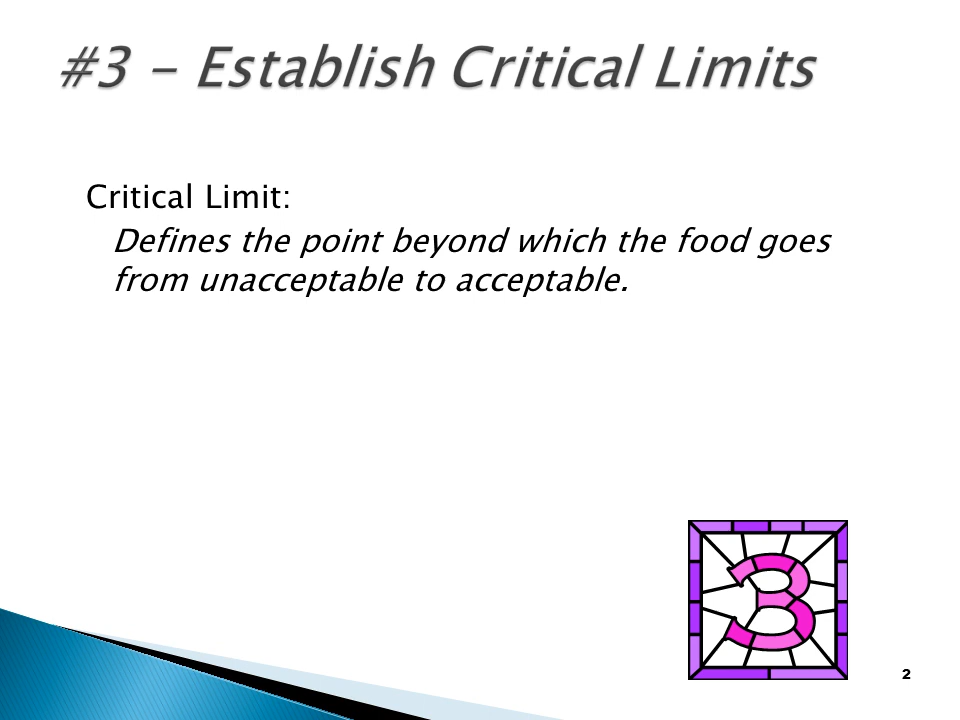 #3 - Establish Critical Limits
Critical Limit:
Defines the point beyond which the food goes
from unacceptable to acceptable.
3
2